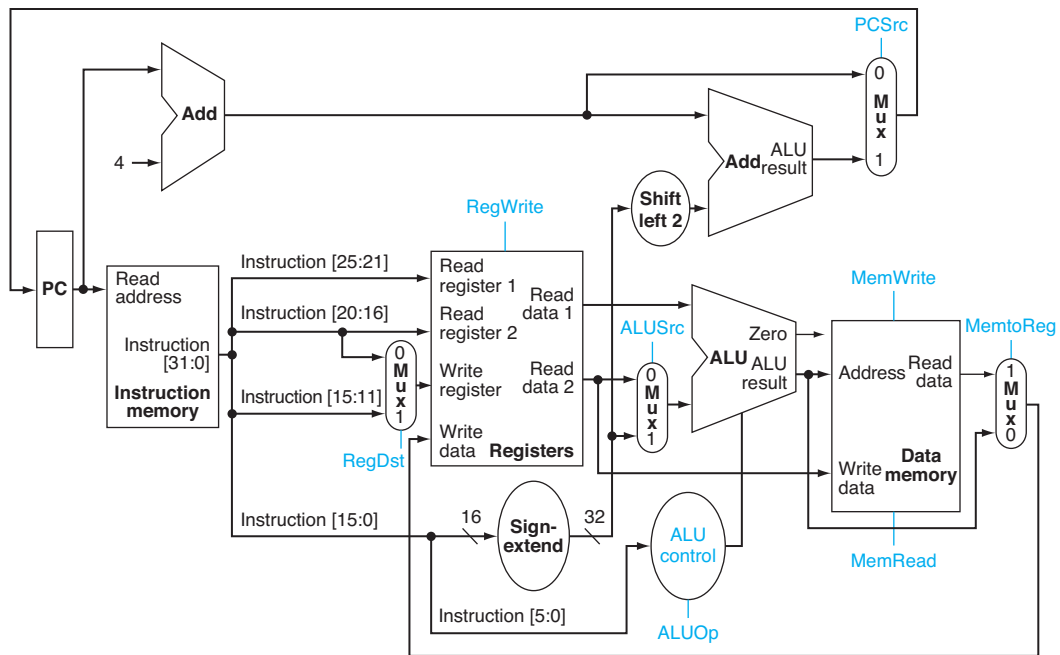 PCSrc
0
M
u
x
1
Add
4
Add
ALU
result
Shift
left 2
RegWrite
PC
Read
address
Instruction
[31:0]
Instruction
memory
Instruction [25:21]
Instruction [20:16]
Instruction [15:11]
Instruction [15:0]
Instruction [5:0]
0
M
u
x
1
RegDst
Read
register 1
Read
register 2
Write
register
Write
data
Read
data 1
Read
data 2
Registers
ALUSrc
0
M
u
x
1
Zero
ALU
ALU
result
MemWrite
Address
Read
data
Write
data
Data
memory
MemRead
MemtoReg
1
M
u
x
0
16
Sign-
extend
32
ALU
control
ALUOp